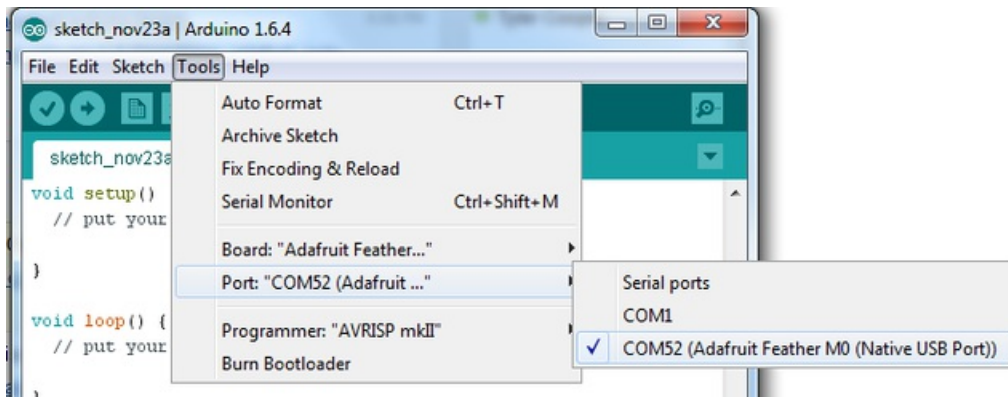 sketch_nov23a | Arduino 1.6.4
File Edit Sketch Tools Help
sketch_nov23a
void setup()
// put your
}
void loop() {
// put your
Auto Format Ctrl+T
Archive Sketch
Fix Encoding & Reload
Serial Monitor Ctrl+Shift+M
Board: "Adafruit Feather..."
Port: "COM52 (Adafruit ..."
Programmer: "AVRISP mkII"
Burn Bootloader
Serial ports
COM1
COM52 (Adafruit Feather M0 (Native USB Port))